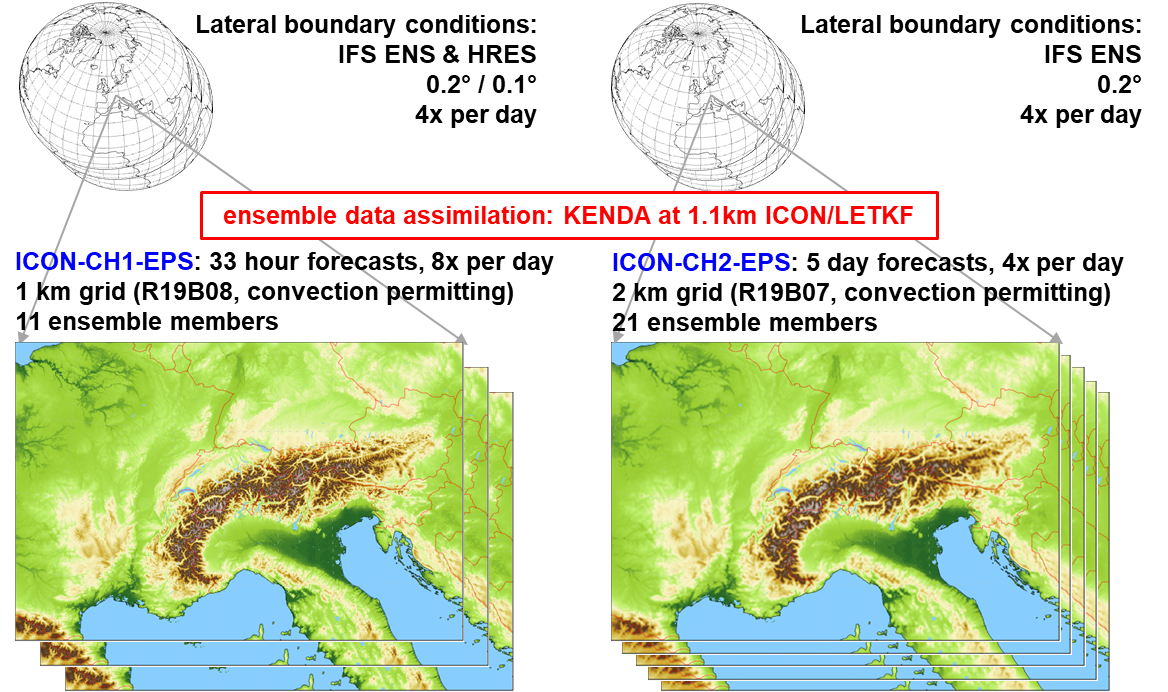 Lateral boundary conditions:
IFS ENS & HRES
0.2° / 0.1°
4x per day
Lateral boundary conditions:
IFS ENS
0.2°
4x per day
ensemble data assimilation: KENDA at 1.1km ICON/LETKF
ICON-CH1-EPS: 33 hour forecasts, 8x per day
1 km grid (R19B08, convection permitting)
11 ensemble members
ICON-CH2-EPS: 5 day forecasts, 4x per day
2 km grid (R19B07, convection permitting)
21 ensemble members